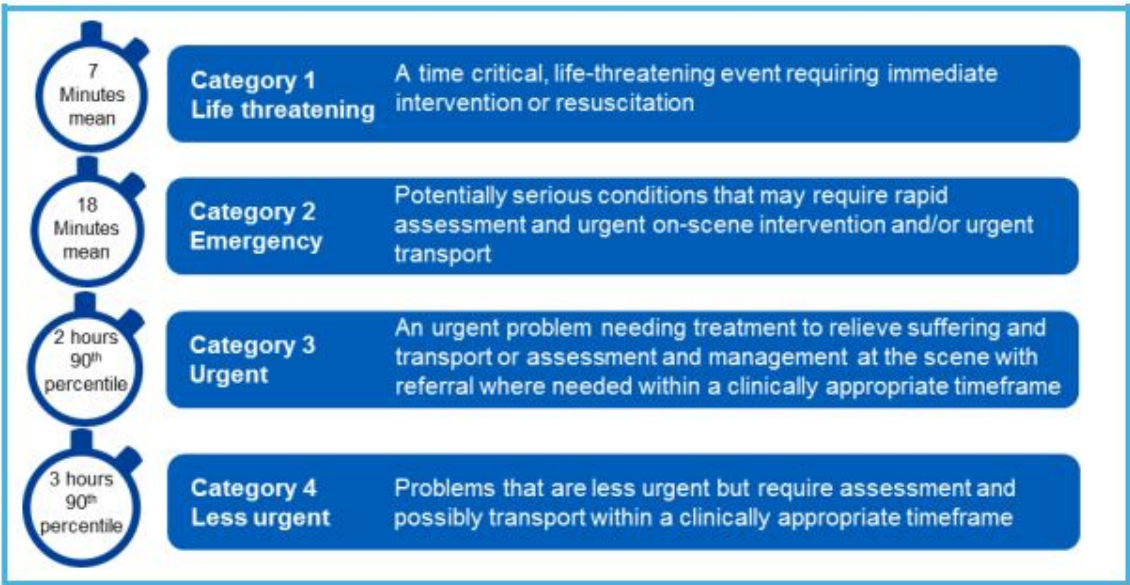 7
Minutes
mean
Category 1
Life threatening
A time critical, life-threatening event requiring immediate
intervention or resuscitation
18
Minutes
mean
Category 2
Emergency
Potentially serious conditions that may require rapid
assessment and urgent on-scene intervention and/or urgent
transport
2 hours
90th
percentile
Category 3
Urgent
An urgent problem needing treatment to relieve suffering and
transport or assessment and management at the scene with
referral where needed within a clinically appropriate timeframe
3 hours
90th
percentile
Category 4
Less urgent
Problems that are less urgent but require assessment and
possibly transport within a clinically appropriate timeframe